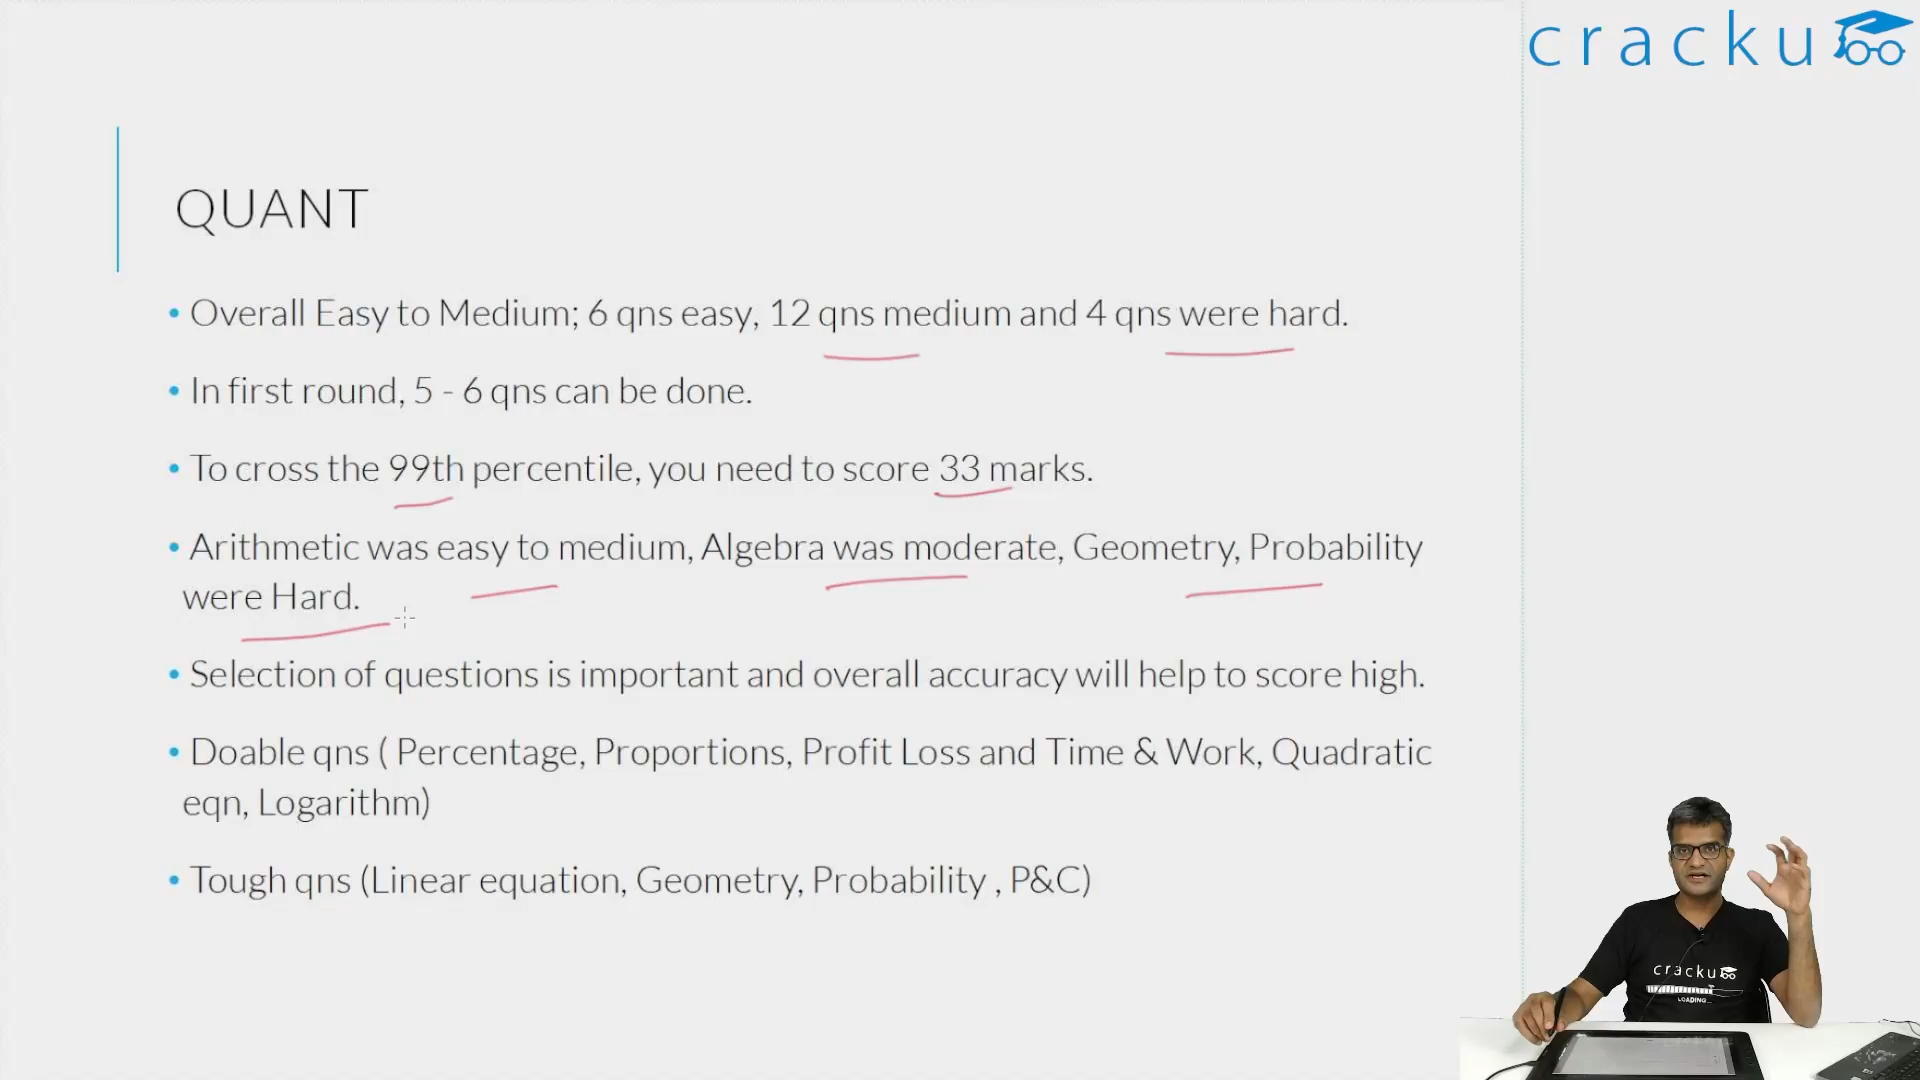 cracku
QUANT
• Overall Easy to Medium; 6 qns easy, 12 qns medium and 4 qns were hard.
• In first round, 5 - 6 qns can be done.
• To cross the 99th percentile, you need to score 33 marks.
• Arithmetic was easy to medium, Algebra was moderate, Geometry, Probability
were Hard.
• Selection of questions is important and overall accuracy will help to score high.
• Doable qns ( Percentage, Proportions, Profit Loss and Time & Work, Quadratic
eqn, Logarithm)
• Tough qns (Linear equation, Geometry, Probability , P&C)
cracku
LOADING...